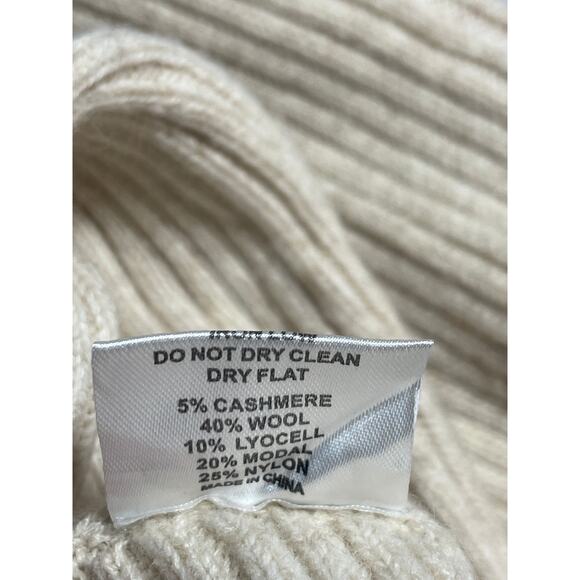 DO NOT DRY CLEAN
DRY FLAT
5% CASHMERE
40% WOOL
10% LYOCELL
20% MODAL
25% NYLON
MADE IN CHINA